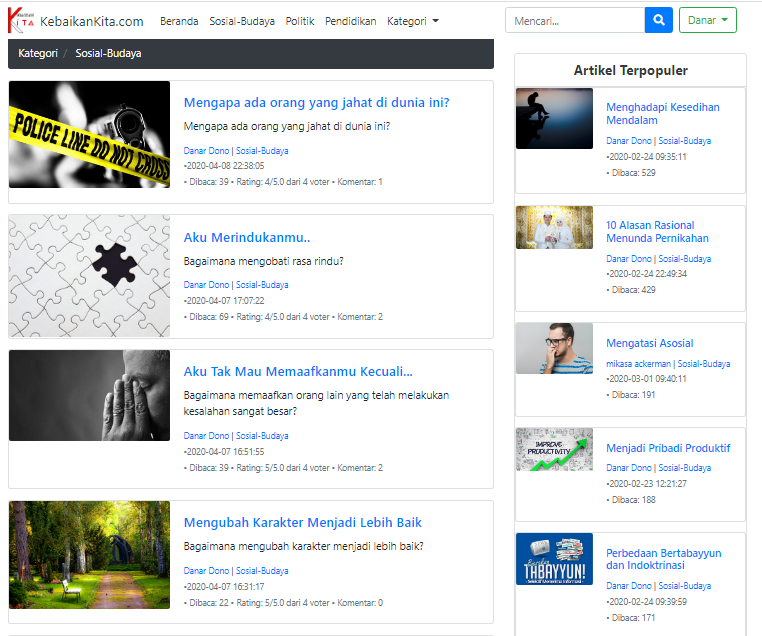 KebaikanKita.com Beranda Sosial-Budaya Politik Pendidikan Kategori Mencari... Danar
Kategori / Sosial-Budaya
POLICE LINE DO NOT CROSS
Mengapa ada orang yang jahat di dunia ini?
Mengapa ada orang yang jahat di dunia ini?
Danar Dono | Sosial-Budaya
•2020-04-08 22:38:05
• Dibaca: 39 • Rating: 4/5.0 dari 4 voter • Komentar: 1
Aku Merindukanmu..
Bagaimana mengobati rasa rindu?
Danar Dono | Sosial-Budaya
•2020-04-07 17:07:22
• Dibaca: 69 • Rating: 4/5.0 dari 4 voter • Komentar: 2
Aku Tak Mau Memaafkanmu Kecuali...
Bagaimana memaafkan orang lain yang telah melakukan
kesalahan sangat besar?
Danar Dono | Sosial-Budaya
•2020-04-07 16:51:55
• Dibaca: 39 • Rating: 5/5.0 dari 4 voter • Komentar: 2
Mengubah Karakter Menjadi Lebih Baik
Bagaimana mengubah karakter menjadi lebih baik?
Danar Dono | Sosial-Budaya
•2020-04-07 16:31:17
• Dibaca: 22 • Rating: 5/5.0 dari 4 voter • Komentar: 0
Artikel Terpopuler
Menghadapi Kesedihan
Mendalam
Danar Dono | Sosial-Budaya
•2020-02-24 09:35:11
• Dibaca: 529
10 Alasan Rasional
Menunda Pernikahan
Danar Dono | Sosial-Budaya
•2020-02-24 22:49:34
• Dibaca: 429
Mengatasi Asosial
mikasa ackerman | Sosial-Budaya
•2020-03-01 09:40:11
• Dibaca: 191
IMPROVE
PRODUCTIVITY
Menjadi Pribadi Produktif
Danar Dono | Sosial-Budaya
•2020-02-23 12:21:27
• Dibaca: 188
TABAYYUN!
Perbedaan Bertabayyun
dan Indoktrinasi
Danar Dono | Sosial-Budaya
•2020-02-24 09:39:59
• Dibaca: 171